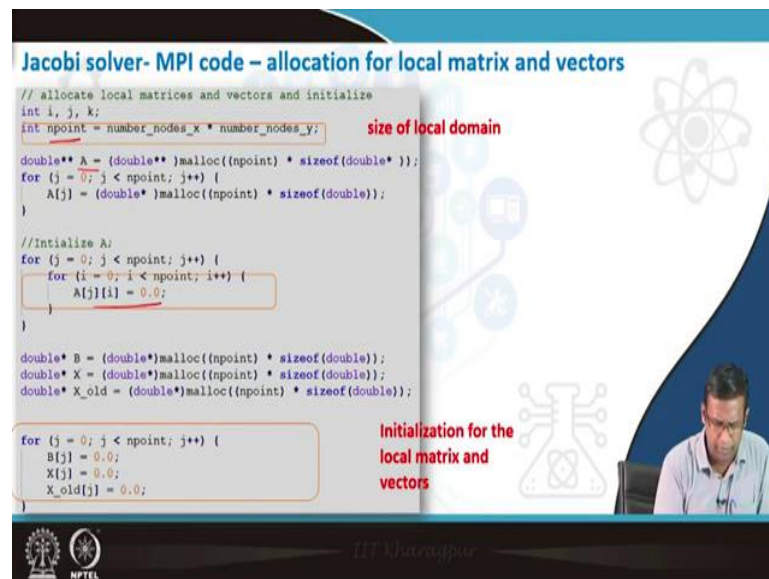 Jacobi solver- MPI code – allocation for local matrix and vectors
// allocate local matrices and vectors and initialize
int i, j, k;
int npoint = number_nodes_x * number_nodes_y;
size of local domain
double** A = (double** )malloc((npoint) * sizeof(double* ));
for (j = 0; j < npoint; j++) {
A[j] = (double* )malloc((npoint) * sizeof(double));
}
//Intialize A;
for (j = 0; j < npoint; j++) {
for (i = 0; i < npoint; i++) {
A[j][i] = 0.0;
}
}
double* B = (double*)malloc((npoint) * sizeof(double));
double* X = (double*)malloc((npoint) * sizeof(double));
double* X_old = (double*)malloc((npoint) * sizeof(double));
for (j = 0; j < npoint; j++) {
B[j] = 0.0;
X[j] = 0.0;
X_old[j] = 0.0;
}
Initialization for the
local matrix and
vectors
IIT Kharagpur
NPTEL